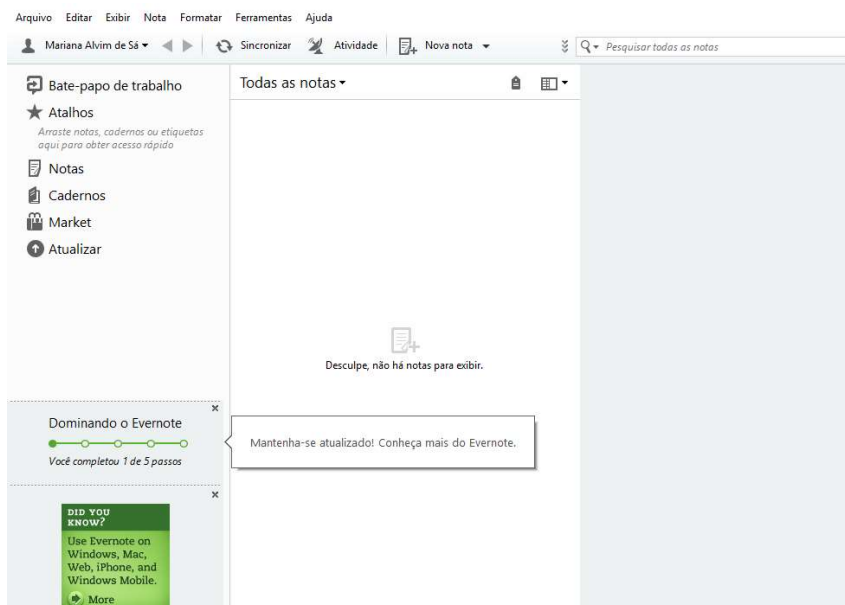 Arquivo Editar Exibir Nota Formatar Ferramentas Ajuda
Mariana Alvim de Sá Sincronizar Atividade Nova nota Pesquisar todas as notas
Bate-papo de trabalho
Todas as notas
Atalhos
Arraste notas, cadernos ou etiquetas
aqui para obter acesso rápido
Notas
Cadernos
Market
Atualizar
Desculpe, não há notas para exibir.
Dominando o Evernote
Você completou 1 de 5 passos
Mantenha-se atualizado! Conheça mais do Evernote.
DID YOU
KNOW?
Use Evernote on
Windows, Mac,
Web, iPhone, and
Windows Mobile.
More